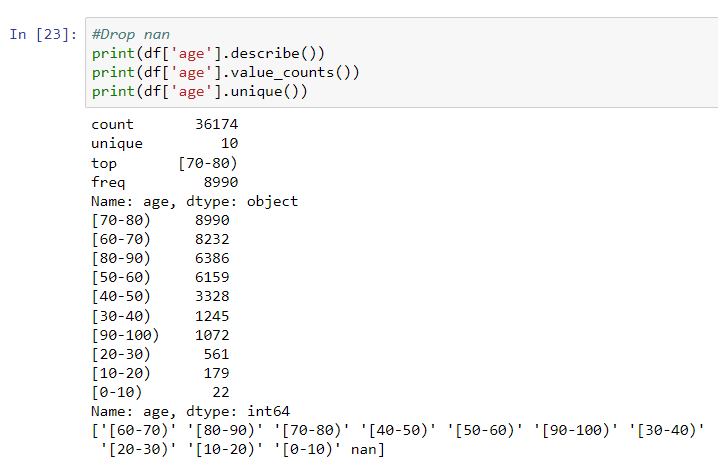 In [23]: #Drop nan
print(df['age'].describe())
print(df['age'].value_counts())
print(df['age'].unique())
count 36174
unique 10
top [70-80)
freq 8990
Name: age, dtype: object
[70-80) 8990
[60-70) 8232
[80-90) 6386
[50-60) 6159
[40-50) 3328
[30-40) 1245
[90-100) 1072
[20-30) 561
[10-20) 179
[0-10) 22
Name: age, dtype: int64
['[60-70)' '[80-90)' '[70-80)' '[40-50)' '[50-60)' '[90-100)' '[30-40)'
'[20-30)' '[10-20)' '[0-10)' nan]